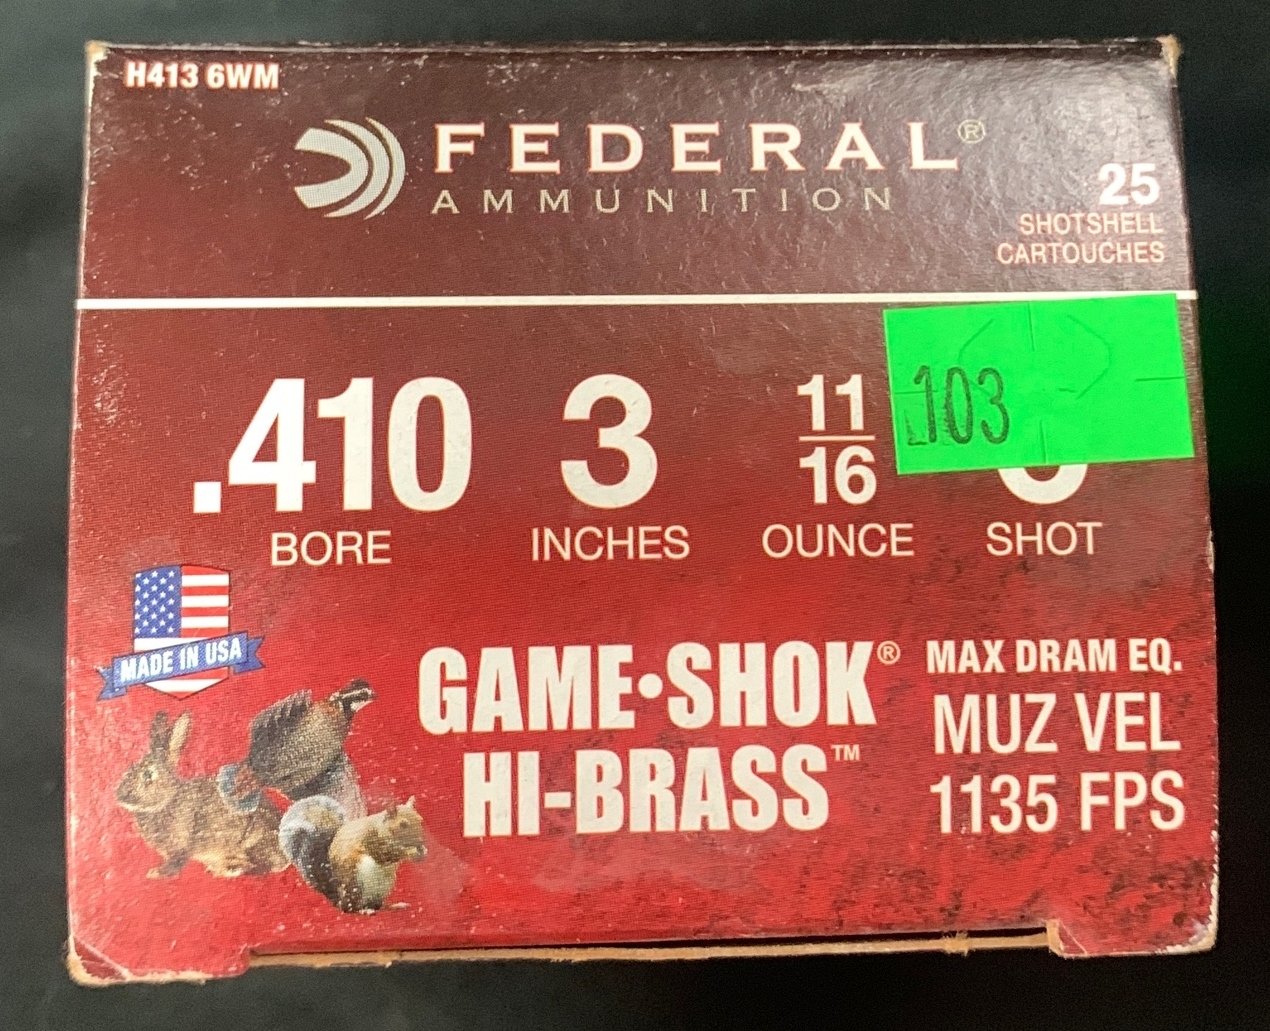 H413 6WM
FEDERAL®
AMMUNITION
25
SHOTSHELL
CARTOUCHES
.410 3 11/16
103
BORE INCHES OUNCE SHOT
MADE IN USA
GAME•SHOK®
HI-BRASS™
MAX DRAM EQ.
MUZ VEL
1135 FPS